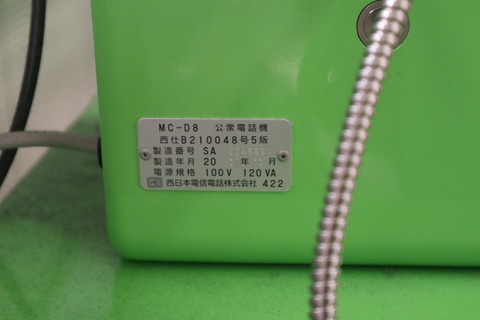 MC-D8 公衆電話機
西仕B210048号5版
製造番号 SA
製造年月 20 年 月
電源規格 100V 120VA
西日本電信電話株式会社 422